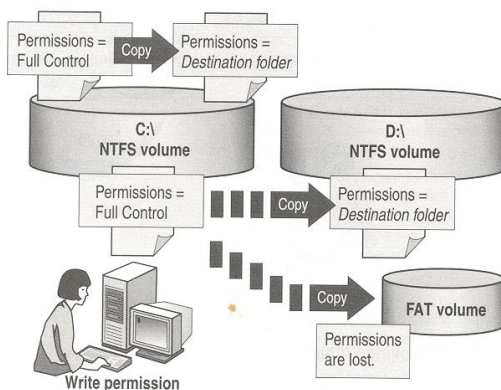 Permissions =
Full Control
Copy
Permissions =
Destination folder
C:\
NTFS volume
D:\
NTFS volume
Permissions =
Full Control
Copy
Permissions =
Destination folder
Copy
FAT volume
Permissions
are lost.
Write permission